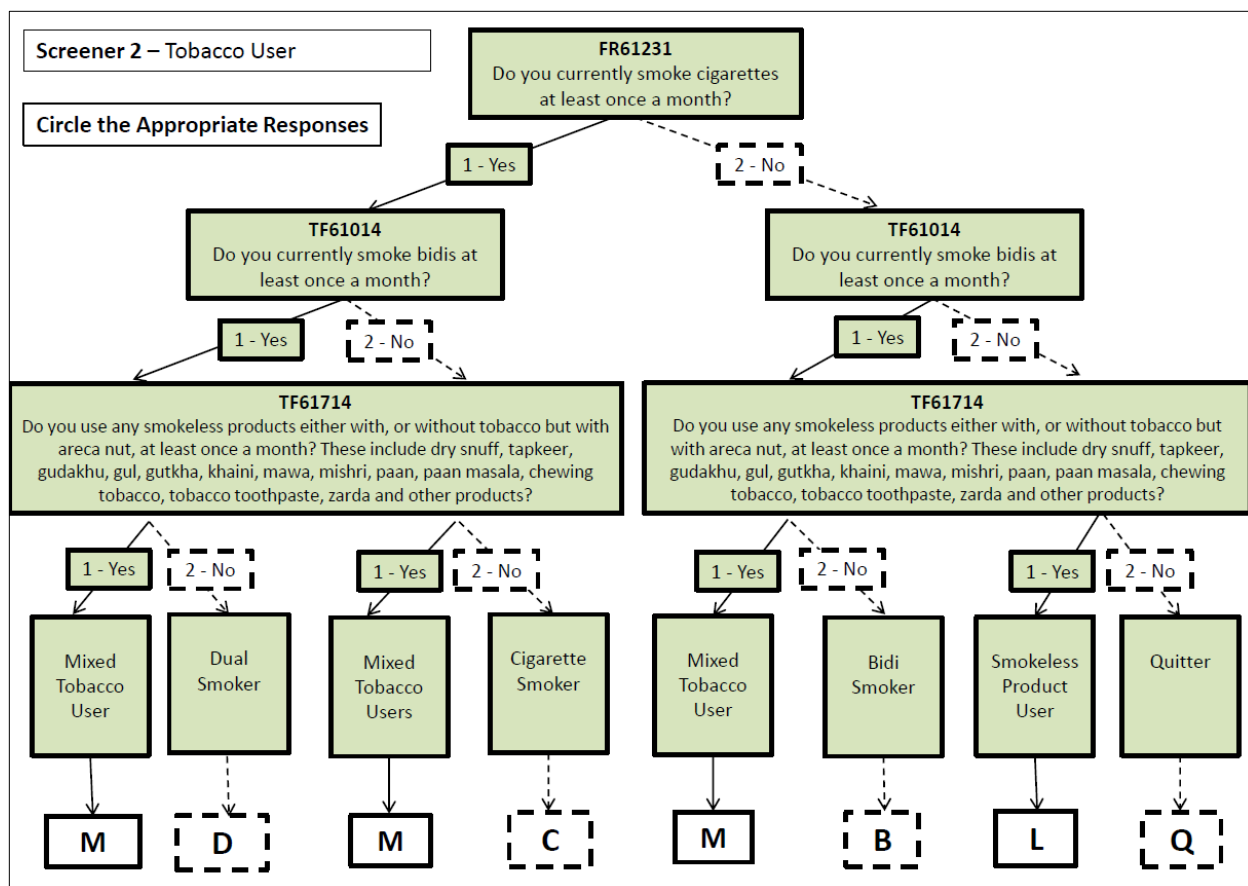 Screener 2 – Tobacco User
FR61231
Do you currently smoke cigarettes
at least once a month?
Circle the Appropriate Responses
1 - Yes
2 - No
TF61014
Do you currently smoke bidis at
least once a month?
TF61014
Do you currently smoke bidis at
least once a month?
1 - Yes
2 - No
1 - Yes
2 - No
TF61714
Do you use any smokeless products either with, or without tobacco but with
areca nut, at least once a month? These include dry snuff, tapkeer,
gudakhu, gul, gutkha, khaini, mawa, mishri, paan, paan masala, chewing
tobacco, tobacco toothpaste, zarda and other products?
TF61714
Do you use any smokeless products either with, or without tobacco but
with areca nut, at least once a month? These include dry snuff, tapkeer,
gudakhu, gul, gutkha, khaini, mawa, mishri, paan, paan masala, chewing
tobacco, tobacco toothpaste, zarda and other products?
1 - Yes
2 - No
1 - Yes
2 - No
1 - Yes
2 - No
1 - Yes
2 - No
Mixed
Tobacco
User
Dual
Smoker
Mixed
Tobacco
Users
Cigarette
Smoker
Mixed
Tobacco
User
Bidi
Smoker
Smokeless
Product
User
Quitter
M
D
M
C
M
B
L
Q